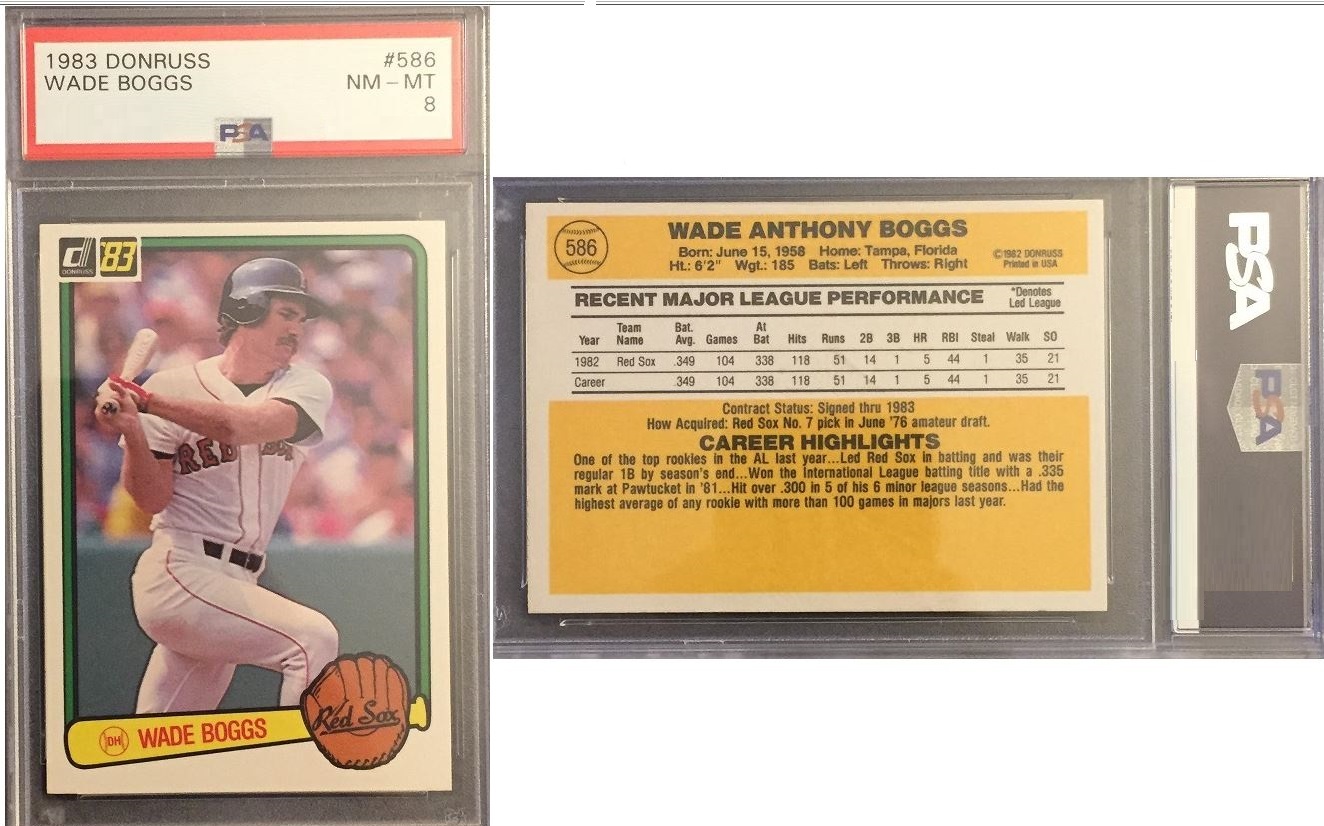 1983 DONRUSS #586
WADE BOGGS NM - MT
8
PSA
d '83
DONRUSS
RED SOX
DH WADE BOGGS
Red Sox
586
WADE ANTHONY BOGGS
Born: June 15, 1958 Home: Tampa, Florida
Ht.: 6'2" Wgt.: 185 Bats: Left Throws: Right
©1982 DONRUSS
Printed in USA
RECENT MAJOR LEAGUE PERFORMANCE
*Denotes
Led League
Year Team Name Bat. Avg. Games At Bat Hits Runs 2B 3B HR RBI Steal Walk SO
1982 Red Sox .349 104 338 118 51 14 1 5 44 1 35 21
Career .349 104 338 118 51 14 1 5 44 1 35 21
Contract Status: Signed thru 1983
How Acquired: Red Sox No. 7 pick in June '76 amateur draft.
CAREER HIGHLIGHTS
One of the top rookies in the AL last year...Led Red Sox in batting and was their
regular 1B by season's end...Won the International League batting title with a .335
mark at Pawtucket in '81...Hit over .300 in 5 of his 6 minor league seasons...Had the
highest average of any rookie with more than 100 games in majors last year.
PSA
PSA